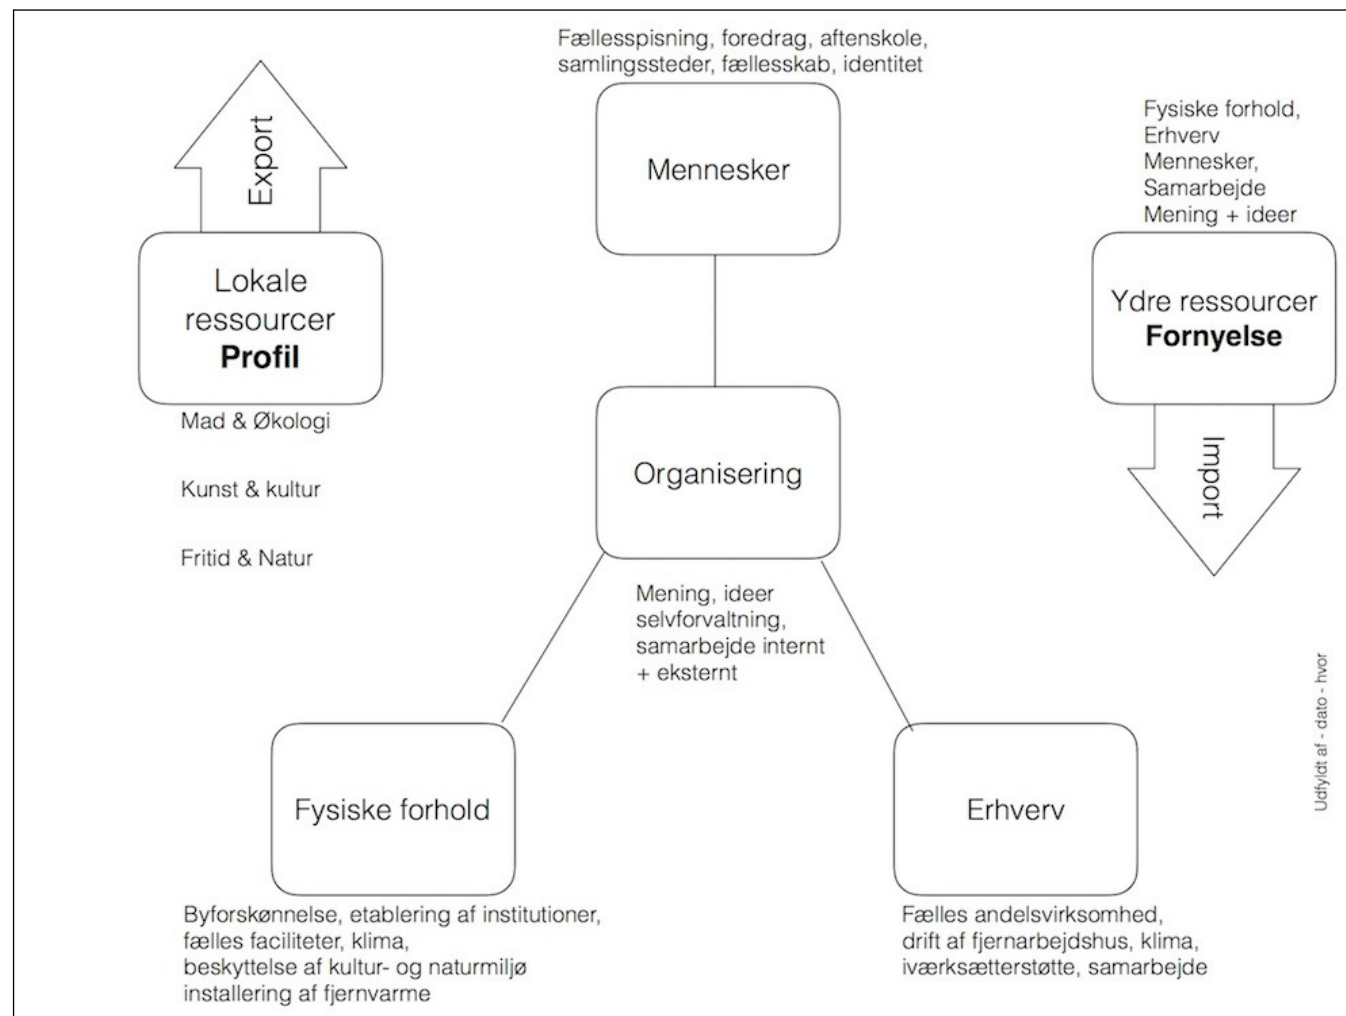 Fællesspisning, foredrag, aftenskole,
samlingssteder, fællesskab, identitet
Mennesker
Export
Lokale
ressourcer
Profil
Mad & Økologi
Kunst & kultur
Fritid & Natur
Fysiske forhold,
Erhverv
Mennesker,
Samarbejde
Mening + ideer
Ydre ressourcer
Fornyelse
Import
Organisering
Mening, ideer
selvforvaltning,
samarbejde internt
+ eksternt
Fysiske forhold
Byforskønnelse, etablering af institutioner,
fælles faciliteter, klima,
beskyttelse af kultur- og naturmiljø
installering af fjernvarme
Erhverv
Fælles andelsvirksomhed,
drift af fjernarbejdshus, klima,
iværksætterstøtte, samarbejde
Udfyldt af - dato - hvor